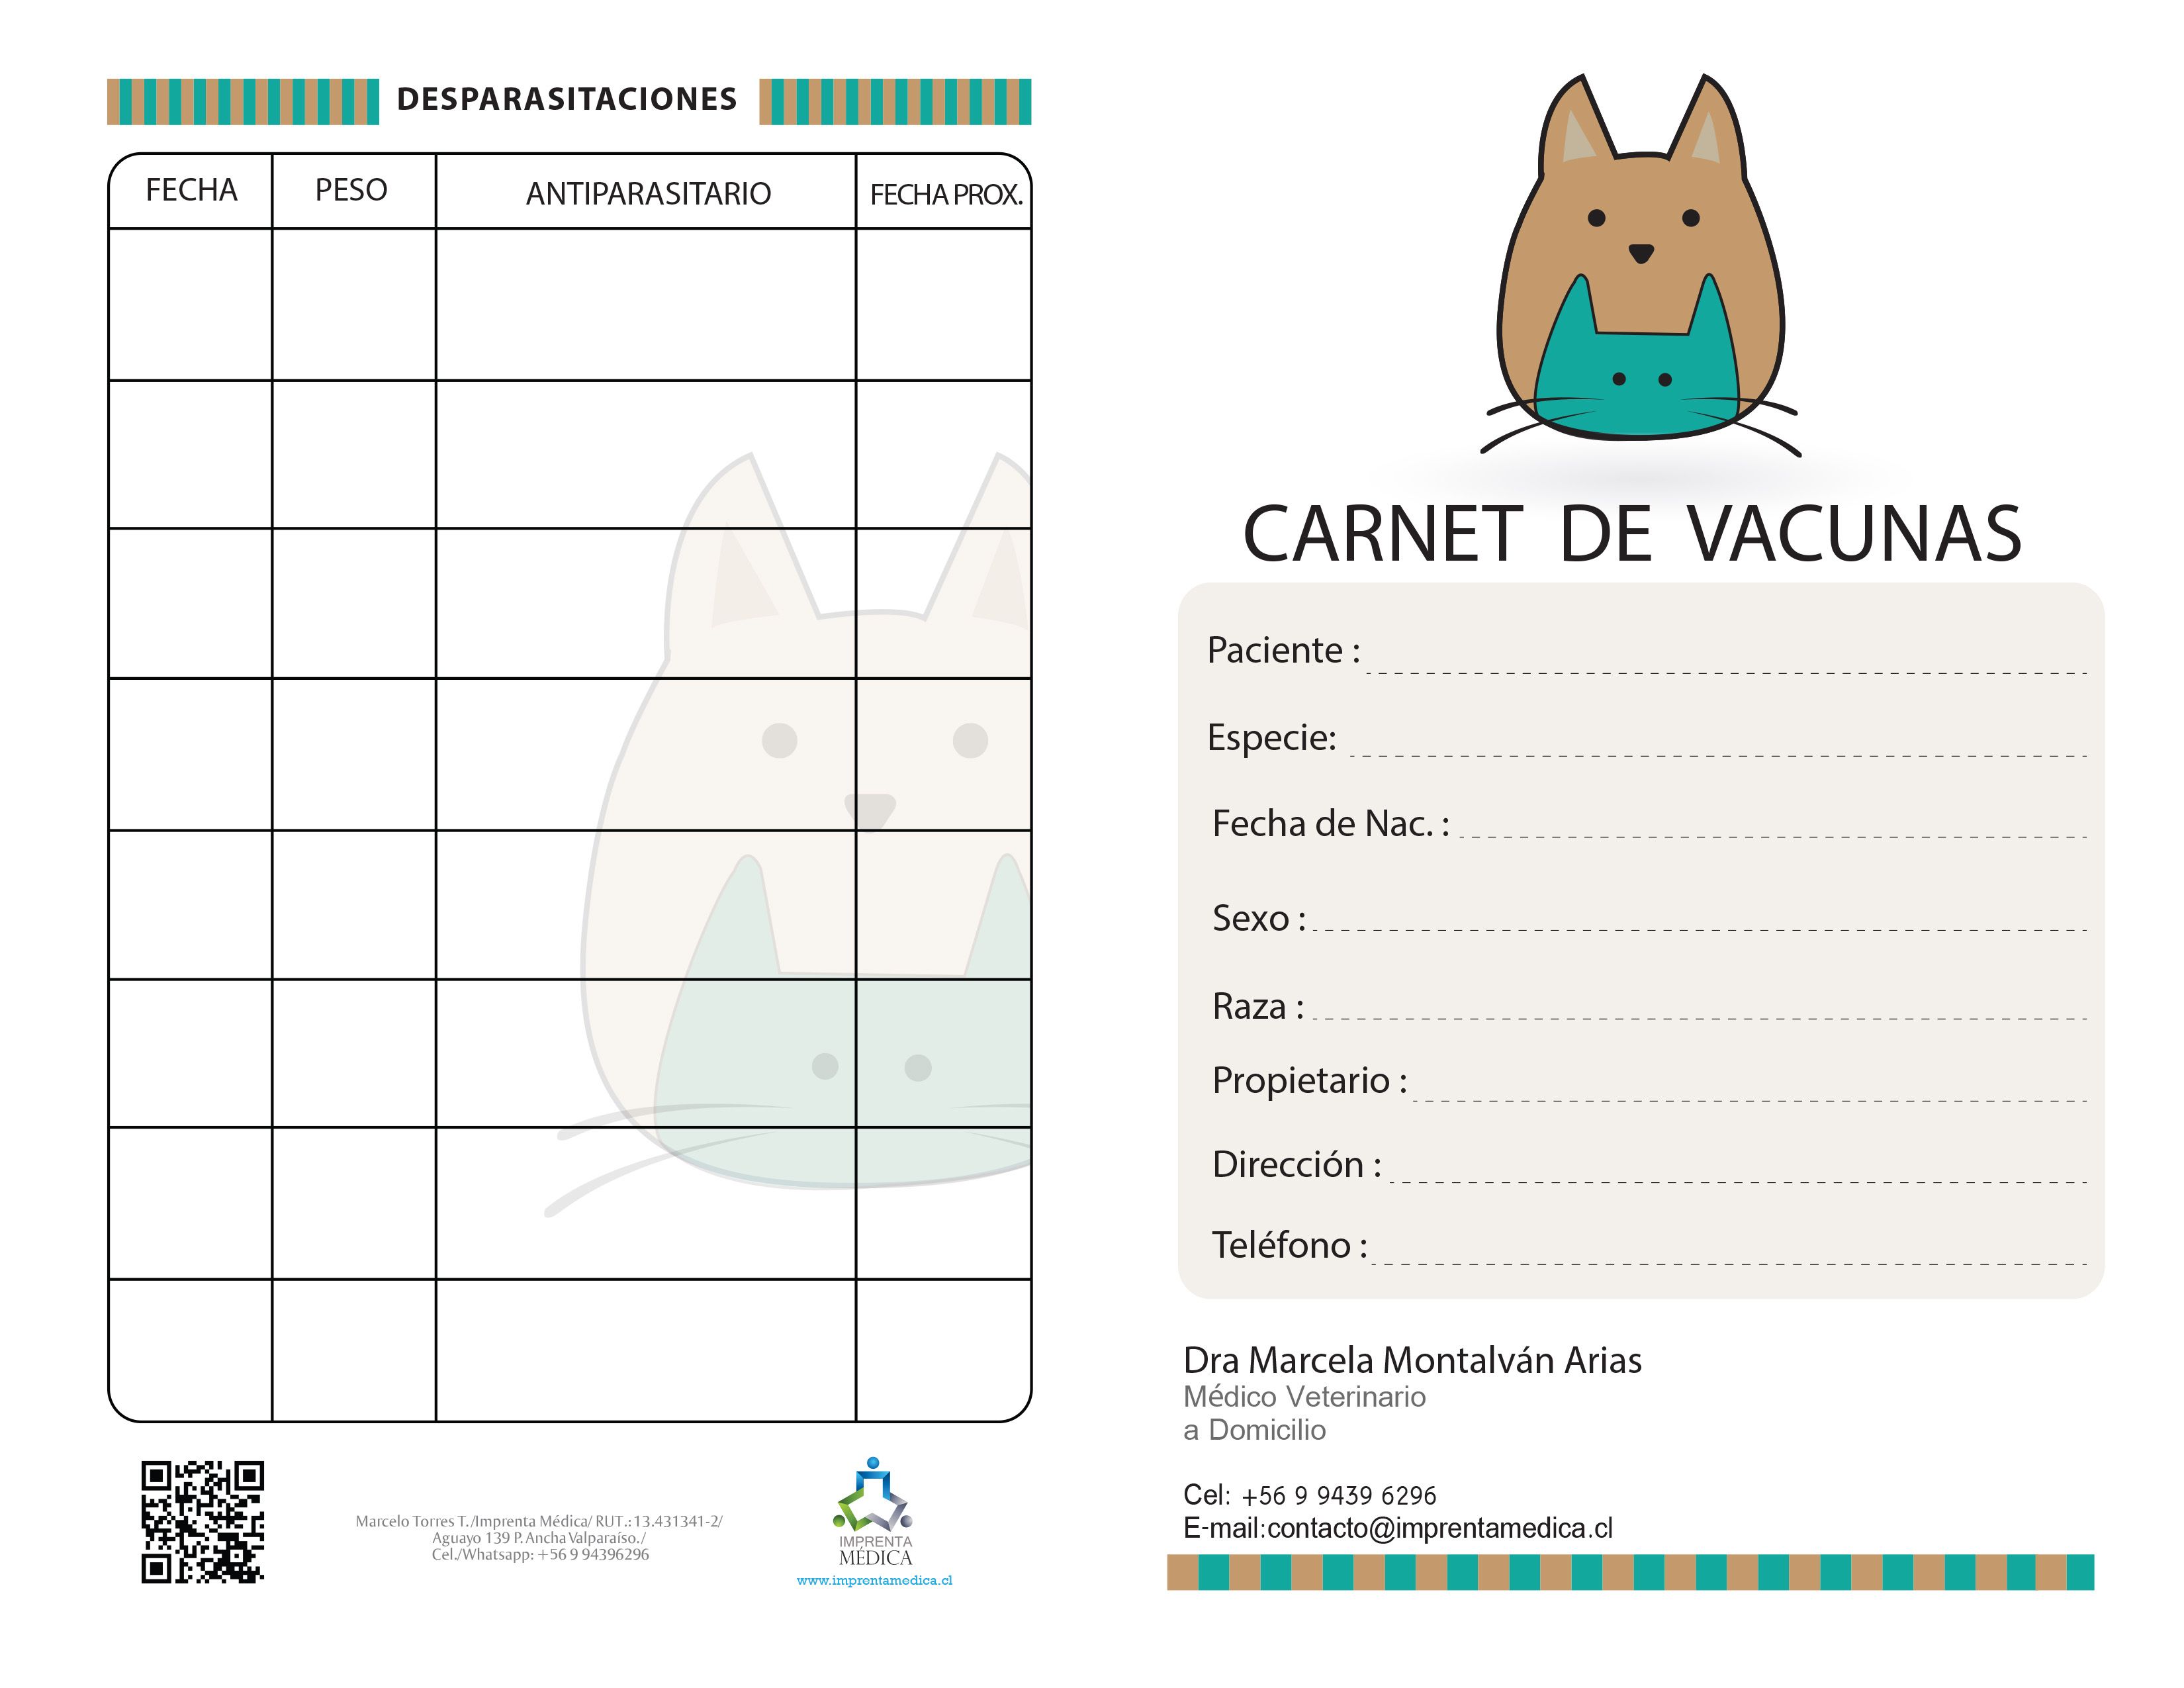 DESPARASITACIONES
FECHA PESO ANTIPARASITARIO FECHA PROX.
Marcelo Torres T./Imprenta Médica/ RUT.:13.431341-2/
Aguayo 139 P. Ancha Valparaíso./
Cel./Whatsapp: +56 9 94396296
IMPRENTA
MÉDICA
www.imprentamedica.cl
CARNET DE VACUNAS
Paciente :
Especie:
Fecha de Nac. :
Sexo :
Raza :
Propietario :
Dirección :
Teléfono :
Dra Marcela Montalván Arias
Médico Veterinario
a Domicilio
Cel: +56 9 9439 6296
E-mail:contacto@imprentamedica.cl